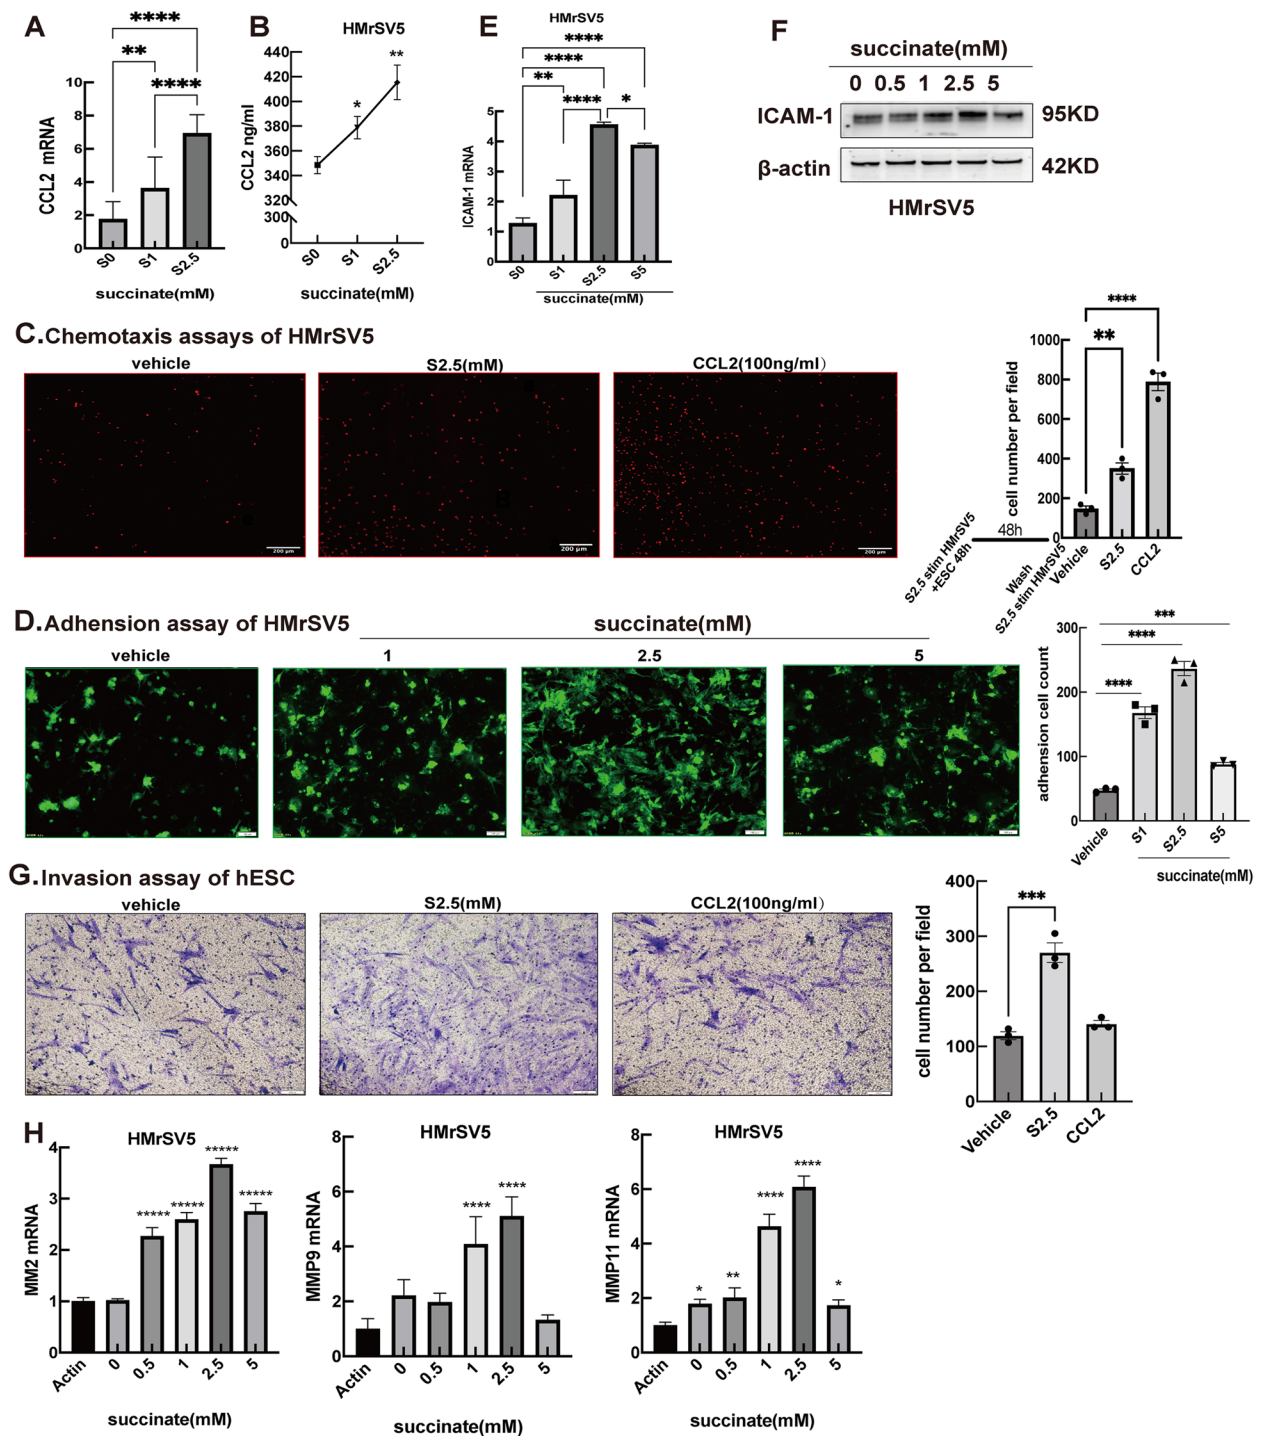 A
****
**
****
10
8
6
4
2
0
CCL2 mRNA
S0
S1
S2.5
succinate(mM)
B
HMrSV5
440
420
400
380
360
340
320
300
0
CCL2 ng/ml
*
**
S0
S1
S2.5
succinate(mM)
E
HMrSV5
****
****
**
****
*
5
4
3
2
1
0
ICAM-1 mRNA
S0
S1
S2.5
S5
succinate(mM)
F
succinate(mM)
0 0.5 1 2.5 5
ICAM-1
95KD
β-actin
42KD
HMrSV5
C.Chemotaxis assays of HMrSV5
vehicle
S2.5(mM)
CCL2(100ng/ml)
200 μm
200 μm
200 μm
S2.5 stim HMrSV5
+ESC 48h
48h
Wash
S2.5 stim HMrSV5
****
**
1000
800
600
400
200
0
cell number per field
Vehicle
S2.5
CCL2
D.Adhension assay of HMrSV5
succinate(mM)
vehicle
1
2.5
5
***
****
****
300
200
100
0
adhension cell count
Vehicle
S1
S2.5
S5
succinate(mM)
G.Invasion assay of hESC
vehicle
S2.5(mM)
CCL2(100ng/ml)
***
400
300
200
100
0
cell number per field
Vehicle
S2.5
CCL2
H
HMrSV5
4
3
2
1
0
MM2 mRNA
*****
*****
*****
*****
Actin
0
0.5
1
2.5
5
succinate(mM)
HMrSV5
8
6
4
2
0
MMP9 mRNA
****
****
Actin
0
0.5
1
2.5
5
succinate(mM)
HMrSV5
8
6
4
2
0
MMP11 mRNA
*
**
****
****
*
Actin
0
0.5
1
2.5
5
succinate(mM)